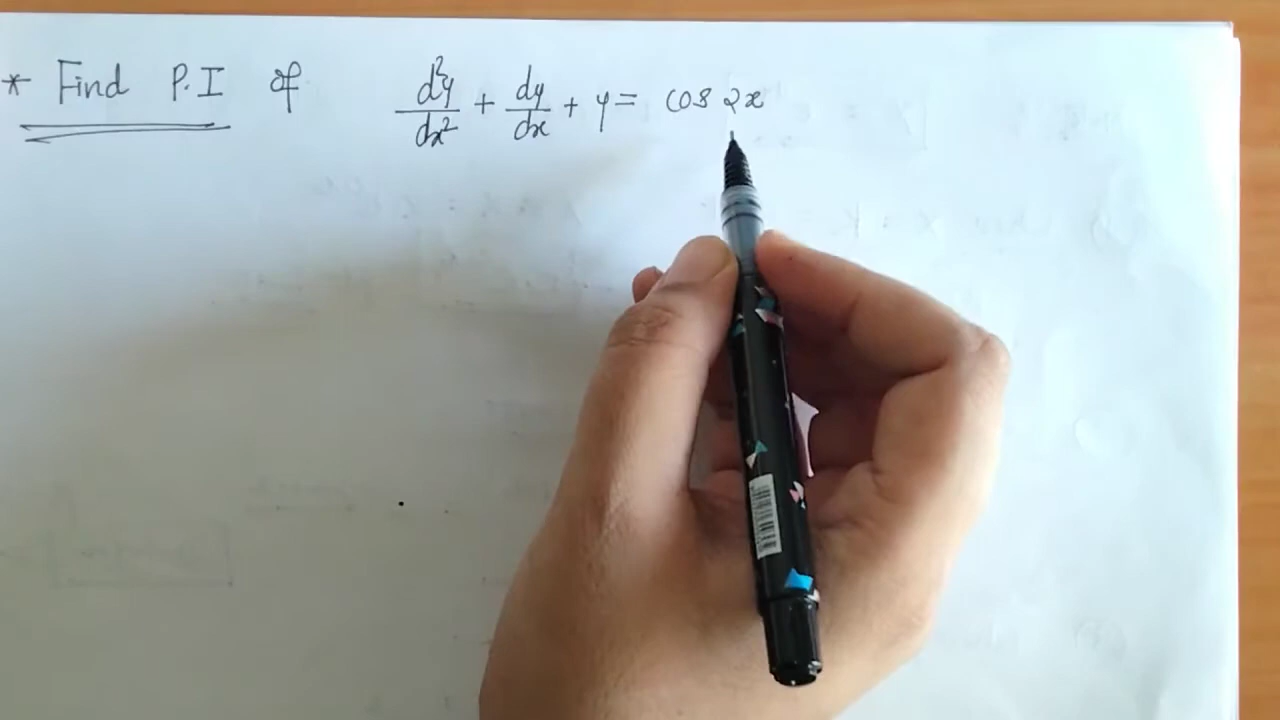 * Find P.I of d²y/dx² + dy/dx + y = cos 2x